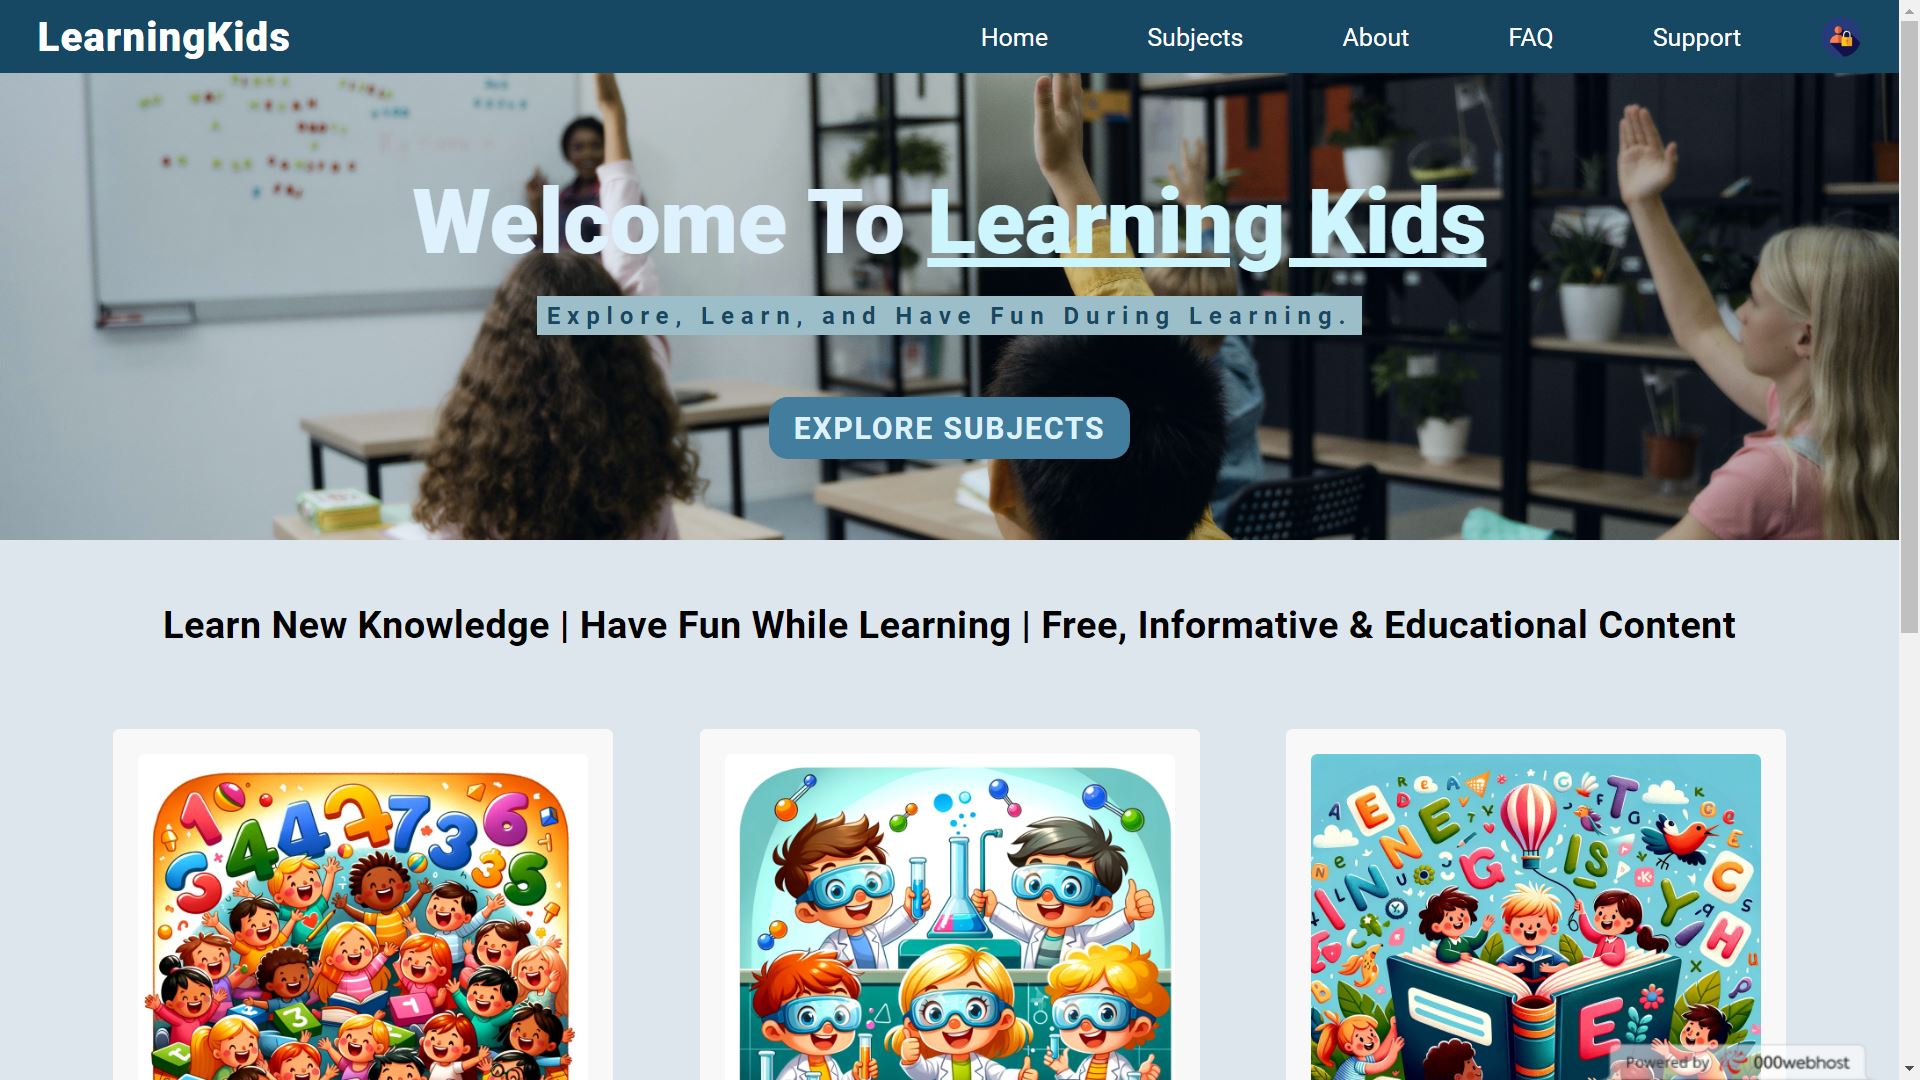 LearningKids
Home Subjects About FAQ Support
Welcome To Learning Kids
Explore, Learn, and Have Fun During Learning.
EXPLORE SUBJECTS
Learn New Knowledge | Have Fun While Learning | Free, Informative & Educational Content
Powered by 000webhost